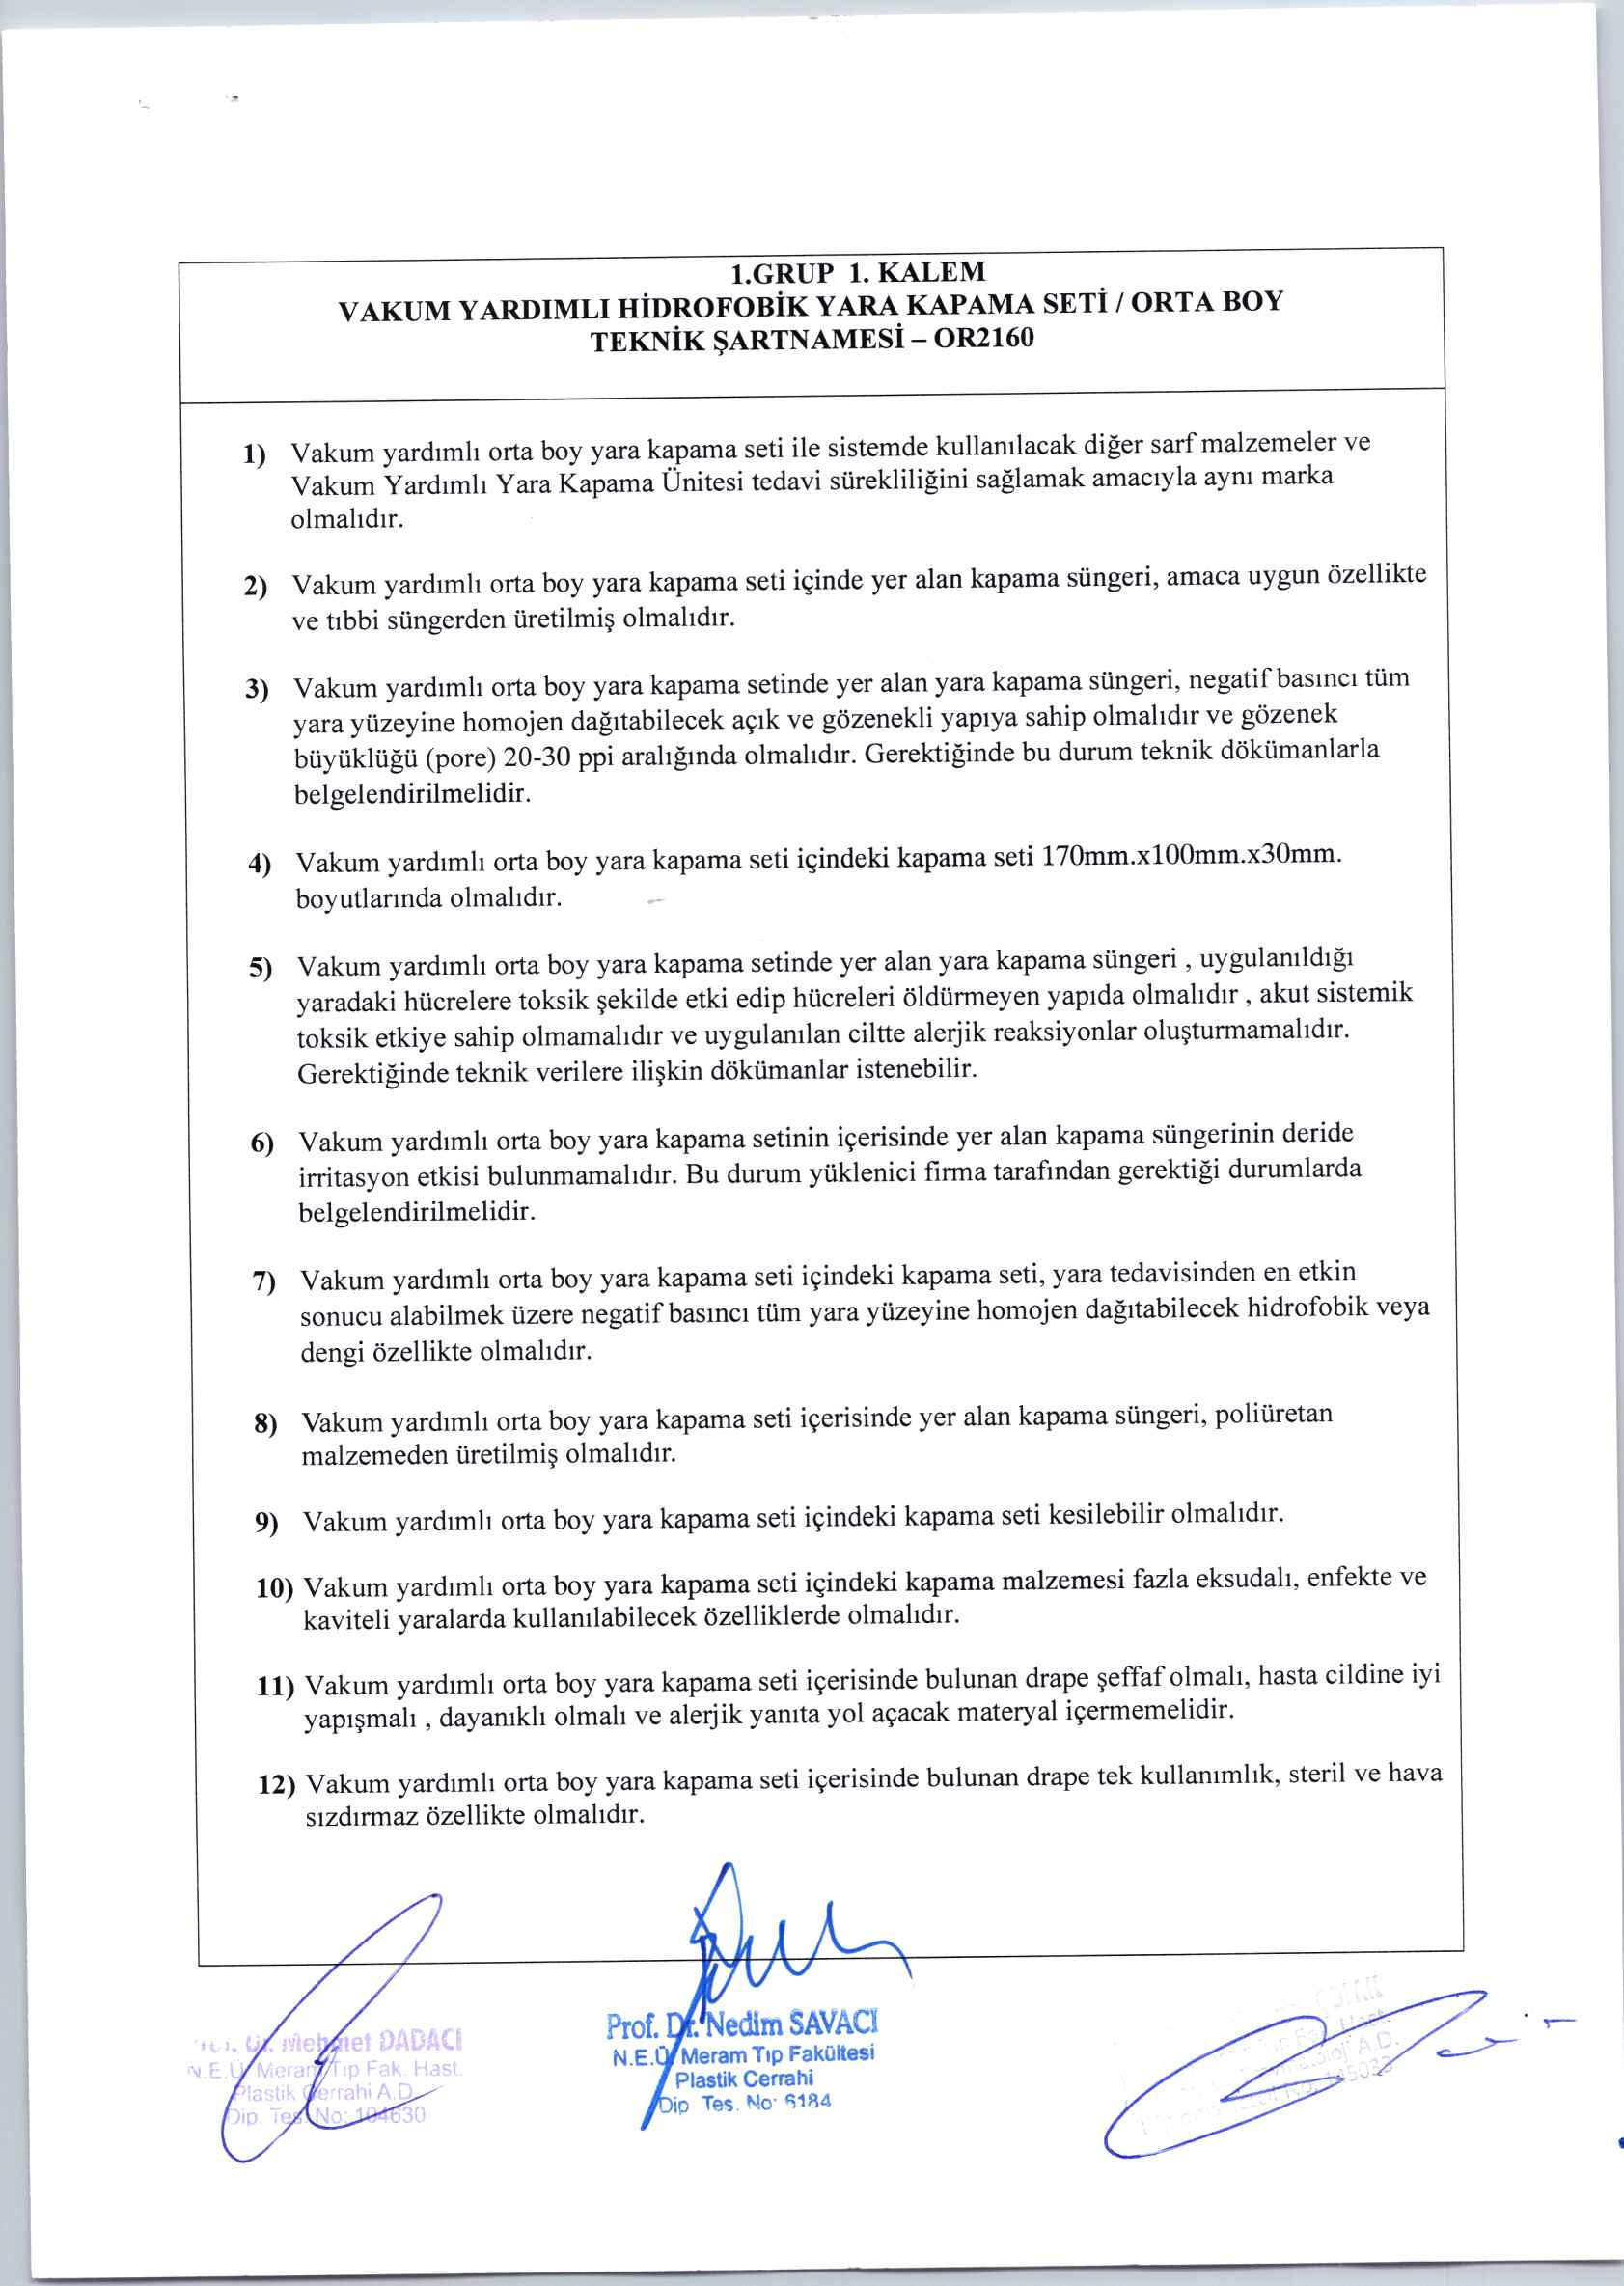 1.GRUP 1. KALEM
VAKUM YARDIMLI HİDROFOBİK YARA KAPAMA SETİ / ORTA BOY
TEKNİK ŞARTNAMESİ – OR2160
1) Vakum yardımlı orta boy yara kapama seti ile sistemde kullanılacak diğer sarf malzemeler ve
Vakum Yardımlı Yara Kapama Ünitesi tedavi sürekliliğini sağlamak amacıyla aynı marka
olmalıdır.
2) Vakum yardımlı orta boy yara kapama seti içinde yer alan kapama süngeri, amaca uygun özellikte
ve tıbbi süngerden üretilmiş olmalıdır.
3) Vakum yardımlı orta boy yara kapama setinde yer alan yara kapama süngeri, negatif basıncı tüm
yara yüzeyine homojen dağıtabilecek açık ve gözenekli yapıya sahip olmalıdır ve gözenek
büyüklüğü (pore) 20-30 ppi aralığında olmalıdır. Gerektiğinde bu durum teknik dökümanlarla
belgelendirilmelidir.
4) Vakum yardımlı orta boy yara kapama seti içindeki kapama seti 170mm.x100mm.x30mm.
boyutlarında olmalıdır.
5) Vakum yardımlı orta boy yara kapama setinde yer alan yara kapama süngeri , uygulanıldığı
yaradaki hücrelere toksik şekilde etki edip hücreleri öldürmeyen yapıda olmalıdır , akut sistemik
toksik etkiye sahip olmamalıdır ve uygulanılan ciltte alerjik reaksiyonlar oluşturmamalıdır.
Gerektiğinde teknik verilere ilişkin dökümanlar istenebilir.
6) Vakum yardımlı orta boy yara kapama setinin içerisinde yer alan kapama süngerinin deride
irritasyon etkisi bulunmamalıdır. Bu durum yüklenici firma tarafından gerektiği durumlarda
belgelendirilmelidir.
7) Vakum yardımlı orta boy yara kapama seti içindeki kapama seti, yara tedavisinden en etkin
sonucu alabilmek üzere negatif basıncı tüm yara yüzeyine homojen dağıtabilecek hidrofobik veya
dengi özellikte olmalıdır.
8) Vakum yardımlı orta boy yara kapama seti içerisinde yer alan kapama süngeri, poliüretan
malzemeden üretilmiş olmalıdır.
9) Vakum yardımlı orta boy yara kapama seti içindeki kapama seti kesilebilir olmalıdır.
10) Vakum yardımlı orta boy yara kapama seti içindeki kapama malzemesi fazla eksudalı, enfekte ve
kaviteli yaralarda kullanılabilecek özelliklerde olmalıdır.
11) Vakum yardımlı orta boy yara kapama seti içerisinde bulunan drape şeffaf olmalı, hasta cildine iyi
yapışmalı , dayanıklı olmalı ve alerjik yanıta yol açacak materyal içermemelidir.
12) Vakum yardımlı orta boy yara kapama seti içerisinde bulunan drape tek kullanımlık, steril ve hava
sızdırmaz özellikte olmalıdır.
Dr. Mehmet DADACI
N.E.Ü. Meram Tıp Fak. Hast.
Plastik Cerrahi A.D.
Dip. Tes. No: 104630
Prof. Dr. Nedim SAVACI
N.E.Ü. Meram Tıp Fakültesi
Plastik Cerrahi
Dip Tes. No: 6184
Hast.
A.D.